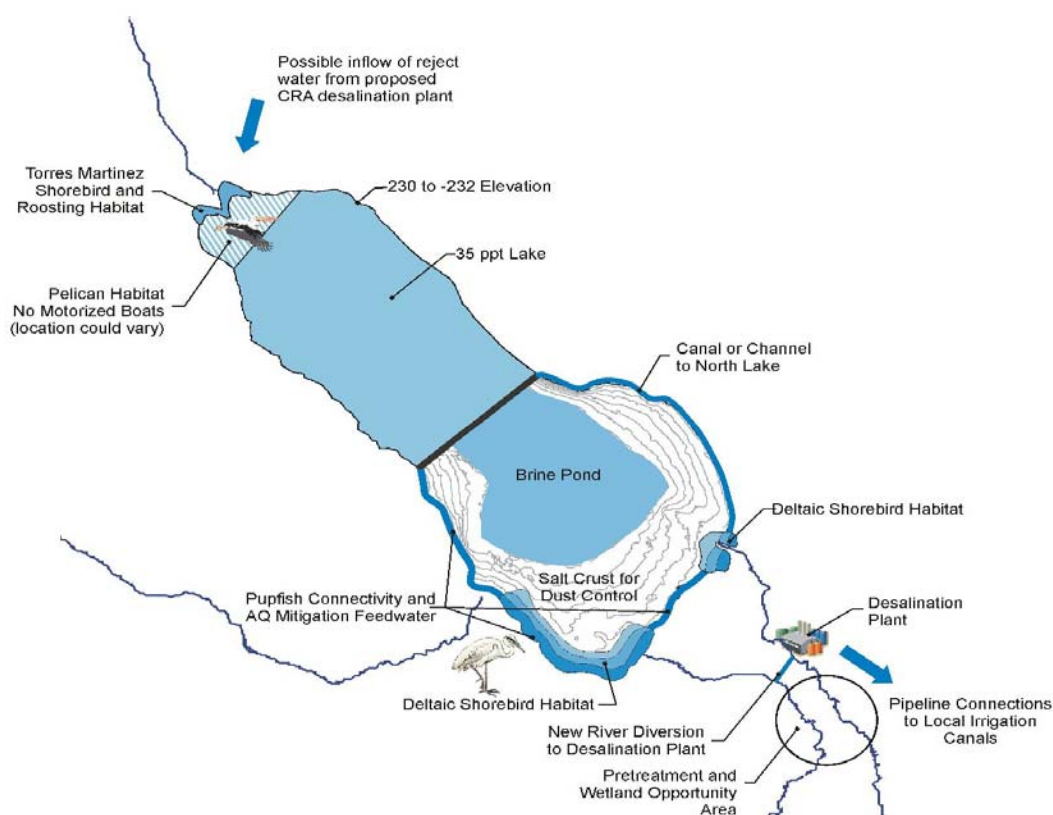 Possible inflow of reject
water from proposed
CRA desalination plant
Torres Martinez
Shorebird and
Roosting Habitat
-230 to -232 Elevation
35 ppt Lake
Pelican Habitat
No Motorized Boats
(location could vary)
Canal or Channel
to North Lake
Brine Pond
Deltaic Shorebird Habitat
Salt Crust for
Dust Control
Pupfish Connectivity and
AQ Mitigation Feedwater
Desalination
Plant
Deltaic Shorebird Habitat
Pipeline Connections
to Local Irrigation
Canals
New River Diversion
to Desalination Plant
Pretreatment and
Wetland Opportunity
Area